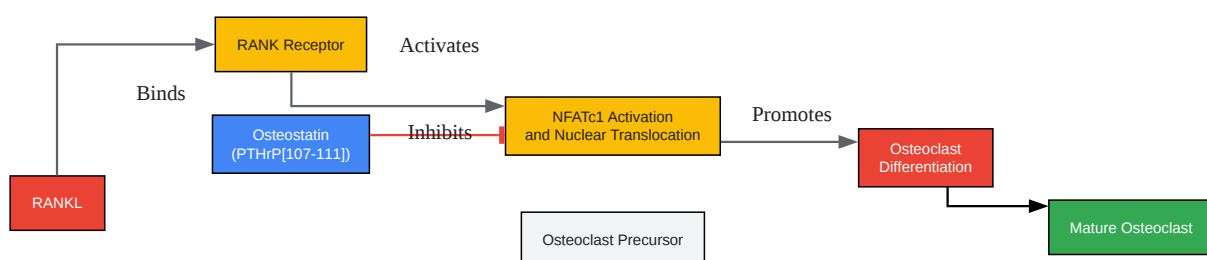 RANK Receptor
Activates
Binds
NFATc1 Activation
and Nuclear Translocation
Promotes
Osteostatin
(PTHrP[107-111])
Inhibits
Osteoclast
Differentiation
RANKL
Mature Osteoclast
Osteoclast Precursor